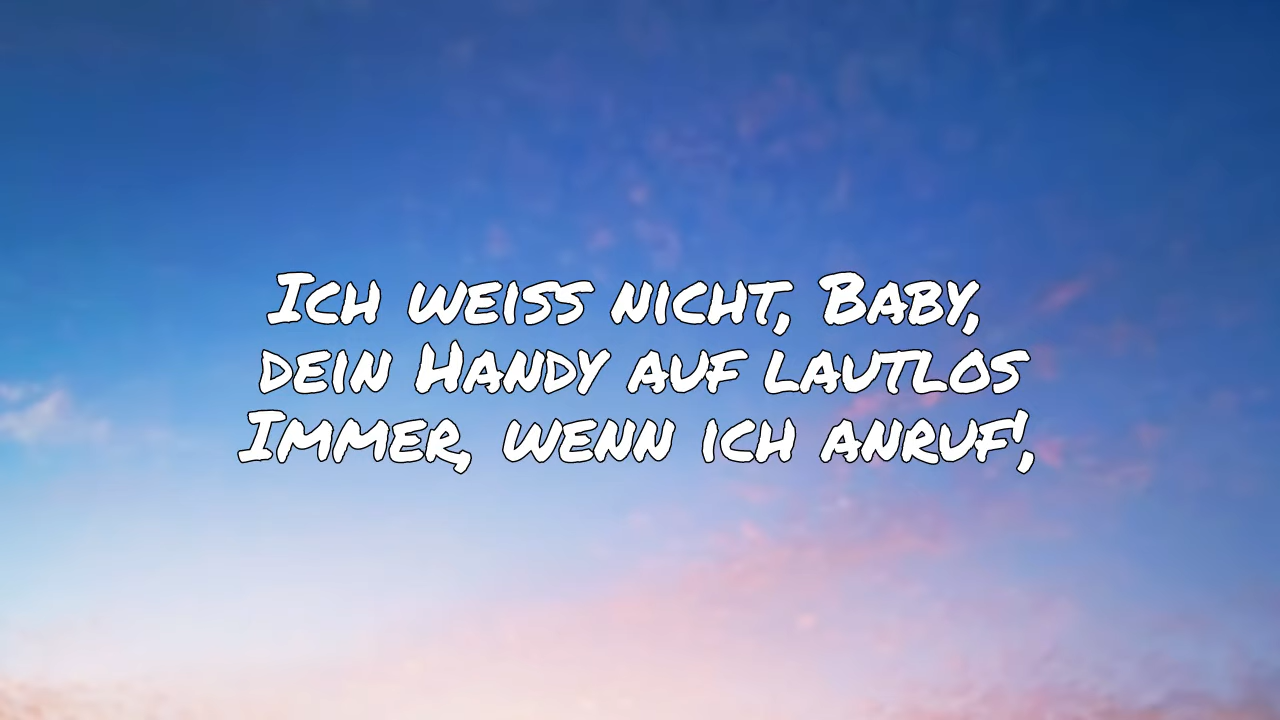 Ich weiss nicht, Baby,
dein Handy auf lautlos
Immer, wenn ich anruf',